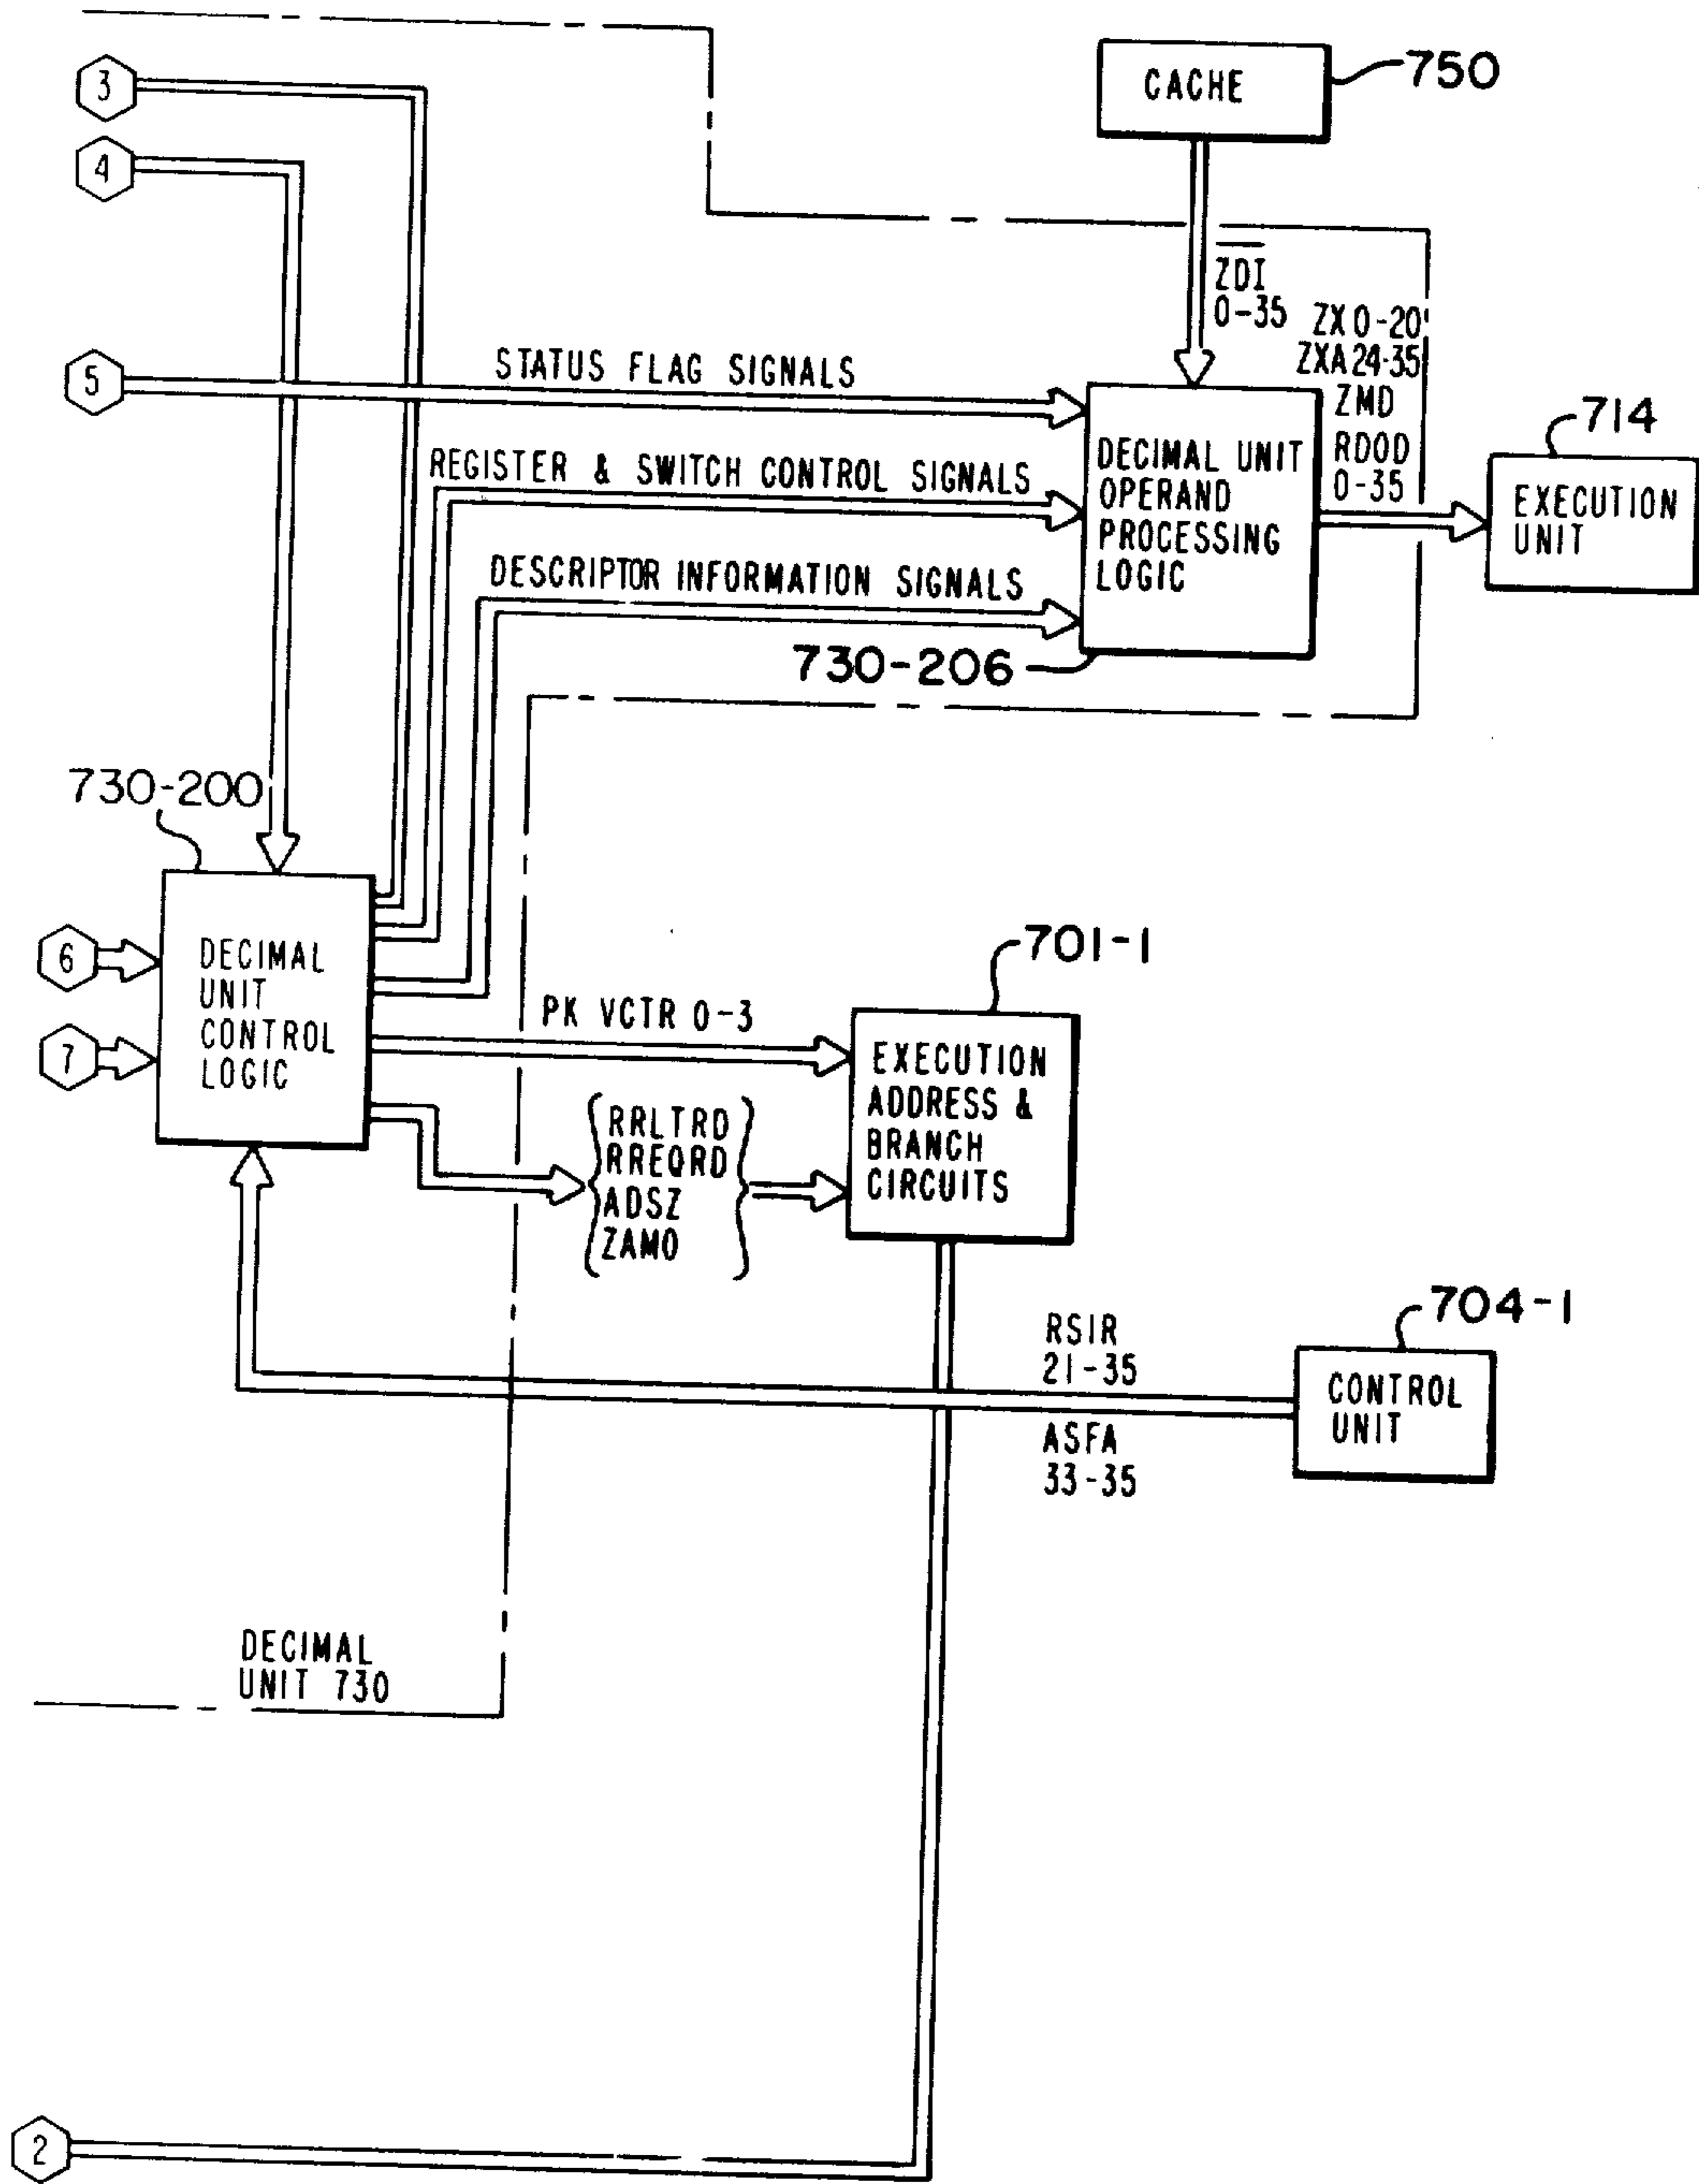 3
CACHE
750
4
ZDI
0-35
ZX 0-20
ZXA 24-35
ZMD
RDOD
0-35
5
STATUS FLAG SIGNALS
714
REGISTER & SWITCH CONTROL SIGNALS
DECIMAL UNIT
OPERAND
PROCESSING
LOGIC
EXECUTION
UNIT
DESCRIPTOR INFORMATION SIGNALS
730-206
730-200
6
7
DECIMAL
UNIT
CONTROL
LOGIC
701-1
PK VCTR 0-3
EXECUTION
ADDRESS &
BRANCH
CIRCUITS
RRLTRD
RREQRD
ADSZ
ZAMO
704-1
RSIR
21-35
CONTROL
UNIT
ASFA
33-35
DECIMAL
UNIT 730
2